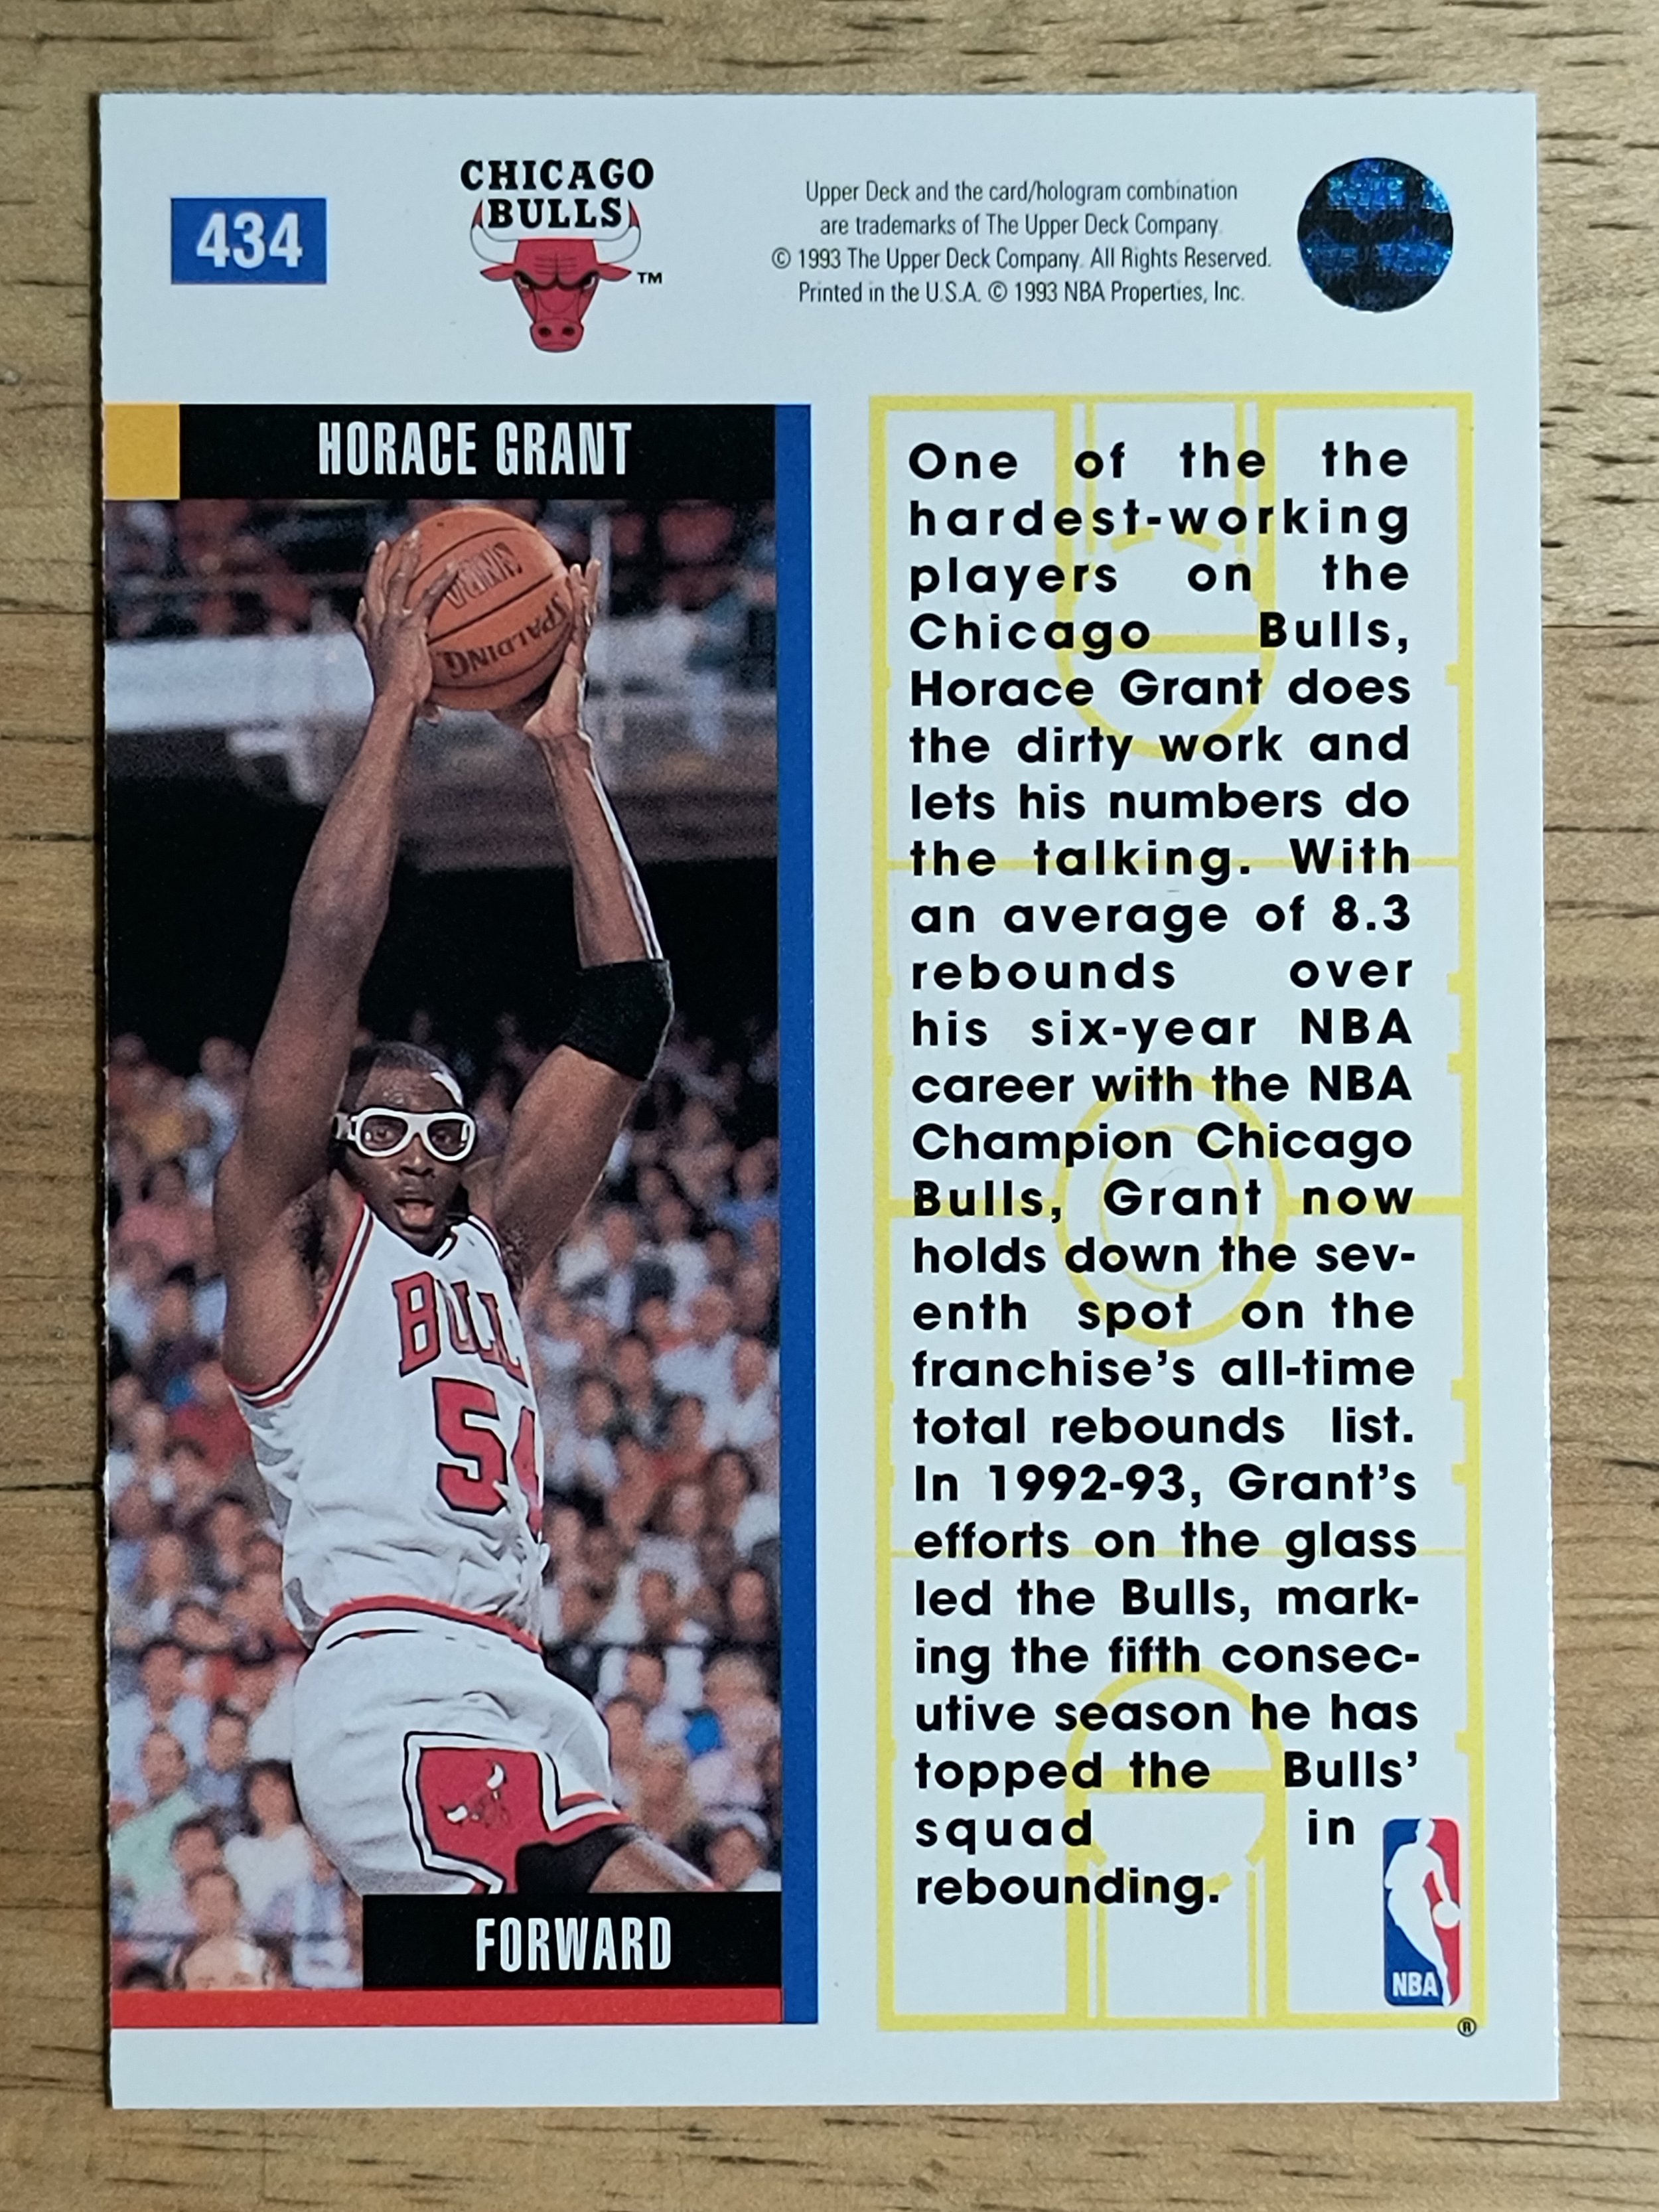 434
CHICAGO
BULLS
TM
Upper Deck and the card/hologram combination
are trademarks of The Upper Deck Company.
© 1993 The Upper Deck Company. All Rights Reserved.
Printed in the U.S.A. © 1993 NBA Properties, Inc.
HORACE GRANT
SPALDING
BULL
54
FORWARD
One of the the
hardest-working
players on the
Chicago Bulls,
Horace Grant does
the dirty work and
lets his numbers do
the talking. With
an average of 8.3
rebounds over
his six-year NBA
career with the NBA
Champion Chicago
Bulls, Grant now
holds down the sev-
enth spot on the
franchise's all-time
total rebounds list.
In 1992-93, Grant's
efforts on the glass
led the Bulls, mark-
ing the fifth consec-
utive season he has
topped the Bulls'
squad in
rebounding.
NBA
®